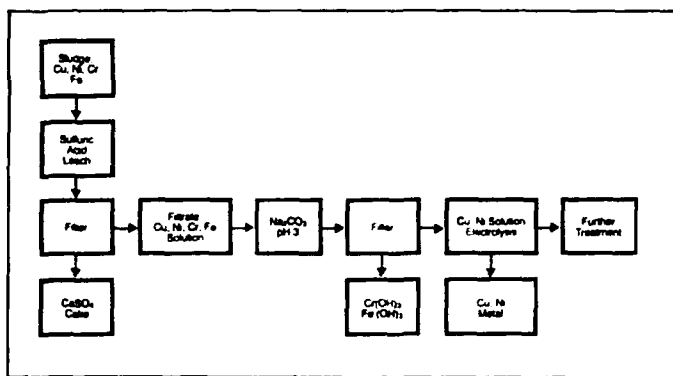 Sludge
Cu, Ni, Cr
Fe
Sulfuric
Acid
Leach
Filter
Filtrate
Cu, Ni, Cr, Fe
Solution
Na₂CO₃
pH 3
Filter
Cu, Ni Solution
Electrolysis
Further
Treatment
CaSO₄
Cake
Cr(OH)₃
Fe (OH)₃
Cu, Ni
Metal